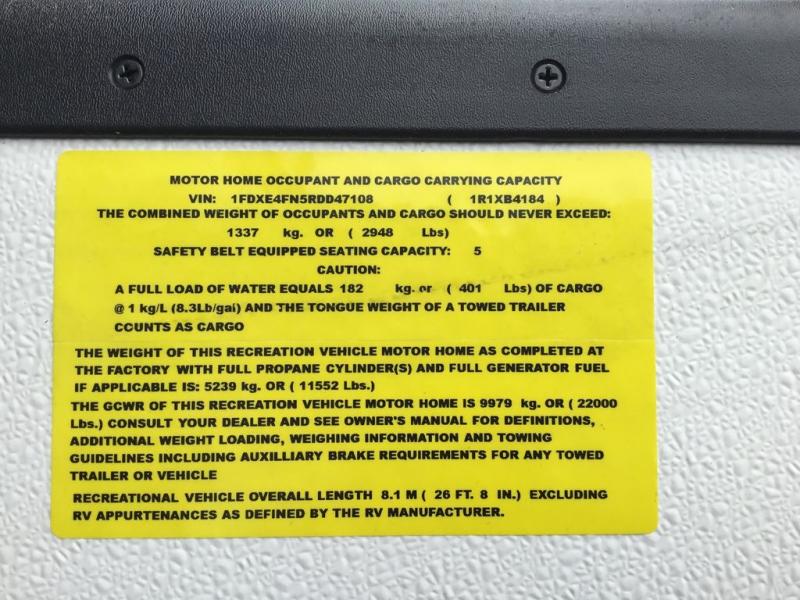 MOTOR HOME OCCUPANT AND CARGO CARRYING CAPACITY
VIN: 1FDXE4FN5RDD47108 ( 1R1XB4184 )
THE COMBINED WEIGHT OF OCCUPANTS AND CARGO SHOULD NEVER EXCEED:
1337 kg. OR ( 2948 Lbs)
SAFETY BELT EQUIPPED SEATING CAPACITY: 5
CAUTION:
A FULL LOAD OF WATER EQUALS 182 kg. or ( 401 Lbs) OF CARGO
@ 1 kg/L (8.3Lb/gal) AND THE TONGUE WEIGHT OF A TOWED TRAILER
CCUNTS AS CARGO
THE WEIGHT OF THIS RECREATION VEHICLE MOTOR HOME AS COMPLETED AT
THE FACTORY WITH FULL PROPANE CYLINDER(S) AND FULL GENERATOR FUEL
IF APPLICABLE IS: 5239 kg. OR ( 11552 Lbs.)
THE GCWR OF THIS RECREATION VEHICLE MOTOR HOME IS 9979 kg. OR ( 22000
Lbs.) CONSULT YOUR DEALER AND SEE OWNER'S MANUAL FOR DEFINITIONS,
ADDITIONAL WEIGHT LOADING, WEIGHING INFORMATION AND TOWING
GUIDELINES INCLUDING AUXILLIARY BRAKE REQUIREMENTS FOR ANY TOWED
TRAILER OR VEHICLE
RECREATIONAL VEHICLE OVERALL LENGTH 8.1 M ( 26 FT. 8 IN.) EXCLUDING
RV APPURTENANCES AS DEFINED BY THE RV MANUFACTURER.